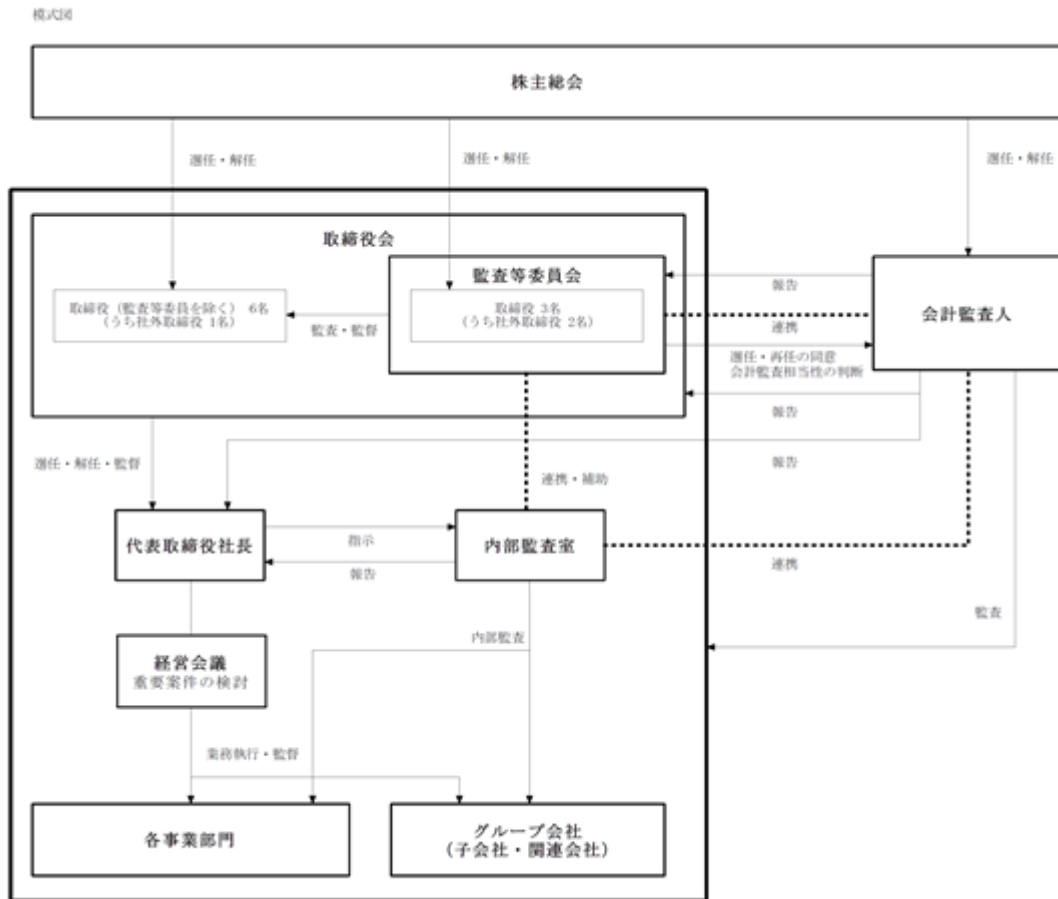 模式図
株主総会
選任・解任
選任・解任
選任・解任
取締役会
監査等委員会
取締役（監査等委員を除く） 6名
（うち社外取締役 1名）
監査・監督
取締役 3名
（うち社外取締役 2名）
報告
連携
会計監査人
選任・再任の同意
会計監査相当性の判断
報告
選任・解任・監督
報告
連携・補助
代表取締役社長
指示
報告
内部監査室
連携
監査
内部監査
経営会議
重要案件の検討
業務執行・監督
各事業部門
グループ会社
（子会社・関連会社）